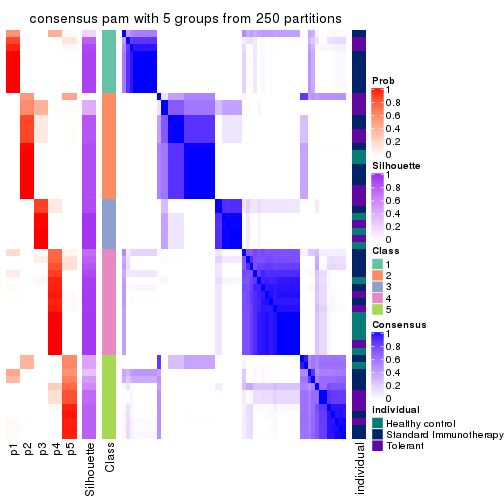 consensus pam with 5 groups from 250 partitions
Prob
1
0.8
0.6
0.4
0.2
0
Silhouette
1
0.8
0.6
0.4
0.2
0
Class
1
2
3
4
5
Consensus
1
0.8
0.6
0.4
0.2
0
individual
Healthy control
Standard Immunotherapy
Tolerant
p1
p2
p3
p4
p5
Silhouette
Class
individual